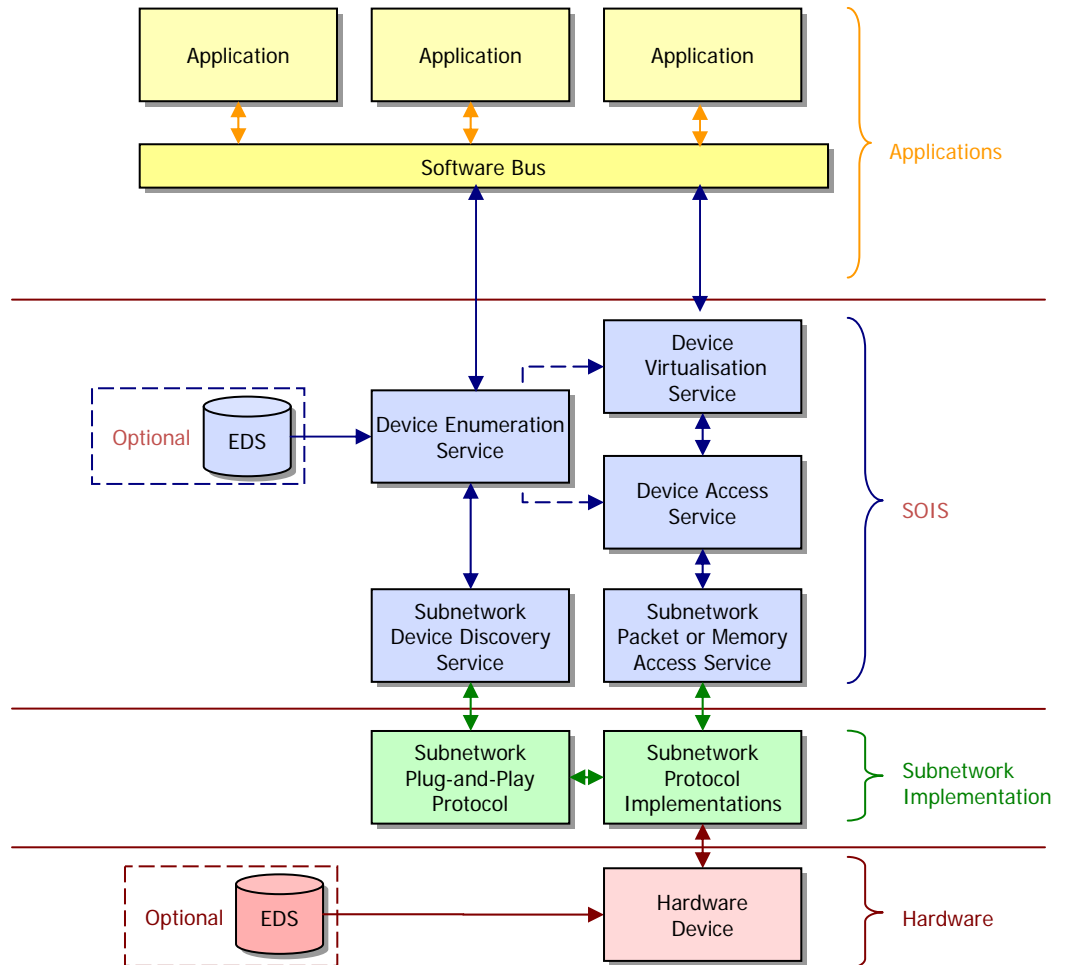 Application
Application
Application
Software Bus
Applications
Device
Virtualisation
Service
Optional
EDS
Device Enumeration
Service
Device Access
Service
SOIS
Subnetwork
Device Discovery
Service
Subnetwork
Packet or Memory
Access Service
Subnetwork
Plug-and-Play
Protocol
Subnetwork
Protocol
Implementations
Subnetwork
Implementation
Optional
EDS
Hardware
Device
Hardware